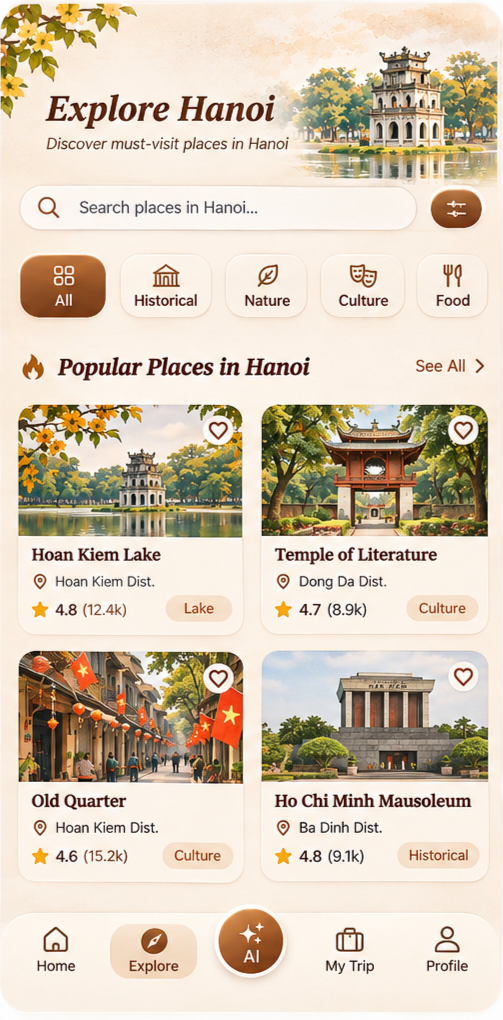 Explore Hanoi
Discover must-visit places in Hanoi
Search places in Hanoi...
All
Historical
Nature
Culture
Food
Popular Places in Hanoi
See All
Hoan Kiem Lake
Hoan Kiem Dist.
4.8 (12.4k)
Lake
Temple of Literature
Dong Da Dist.
4.7 (8.9k)
Culture
Old Quarter
Hoan Kiem Dist.
4.6 (15.2k)
Culture
Ho Chi Minh Mausoleum
Ba Dinh Dist.
4.8 (9.1k)
Historical
Home
Explore
AI
My Trip
Profile